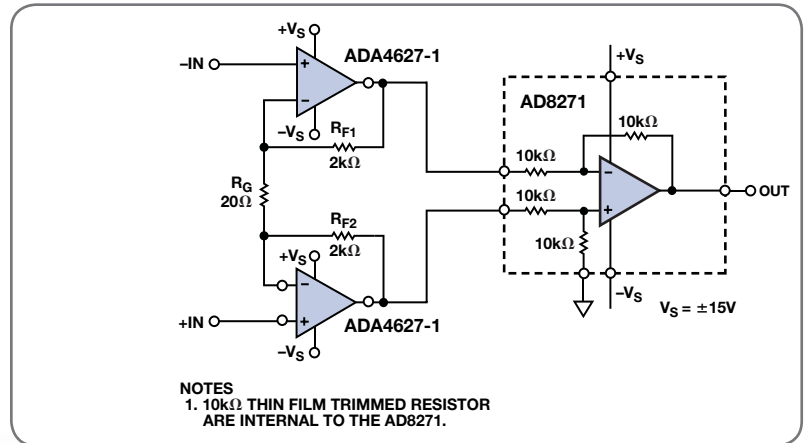 +VS
ADA4627-1
–IN
+
–
–VS
RF1
2kΩ
RG
20Ω
RF2
2kΩ
+VS
–
+IN
+
ADA4627-1
–VS
+VS
AD8271
10kΩ
10kΩ
–
10kΩ
+
OUT
10kΩ
–VS
VS = ±15V
NOTES
1. 10kΩ THIN FILM TRIMMED RESISTOR
ARE INTERNAL TO THE AD8271.